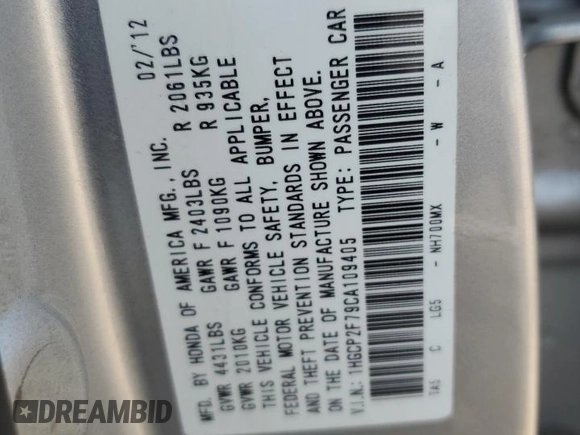 MFD. BY HONDA OF AMERICA MFG., INC. 02/'12
GVWR 4431LBS GAWR F 2403LBS R 2061LBS
GVWR 2010KG GAWR F 1090KG R 935KG
THIS VEHICLE CONFORMS TO ALL APPLICABLE
FEDERAL MOTOR VEHICLE SAFETY, BUMPER,
AND THEFT PREVENTION STANDARDS IN EFFECT
ON THE DATE OF MANUFACTURE SHOWN ABOVE.
V.I.N.: 1HGCP2F79CA109405 TYPE: PASSENGER CAR
OAS C LG5 - NH700MX - W - A
DREAMBID